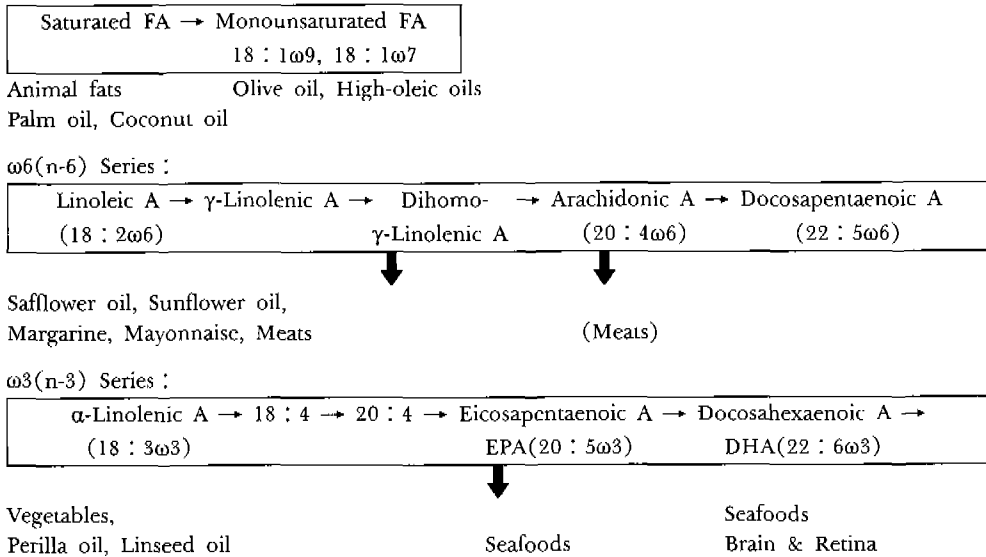 Saturated FA → Monounsaturated FA
18 : 1ω9, 18 : 1ω7
Animal fats Olive oil, High-oleic oils
Palm oil, Coconut oil
ω6(n-6) Series :
Linoleic A → γ-Linolenic A → Dihomo- → Arachidonic A → Docosapentaenoic A
(18 : 2ω6) γ-Linolenic A (20 : 4ω6) (22 : 5ω6)
Safflower oil, Sunflower oil,
Margarine, Mayonnaise, Meats (Meats)
ω3(n-3) Series :
α-Linolenic A → 18 : 4 → 20 : 4 → Eicosapentaenoic A → Docosahexaenoic A →
(18 : 3ω3) EPA(20 : 5ω3) DHA(22 : 6ω3)
Vegetables, Seafoods
Perilla oil, Linseed oil Seafoods Brain & Retina